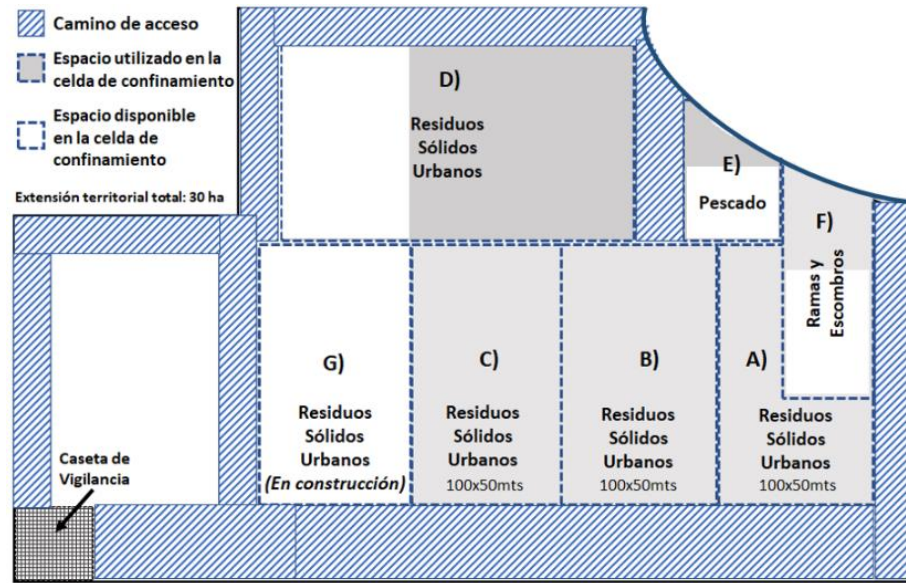 Camino de acceso
Espacio utilizado en la
celda de confinamiento
Espacio disponible
en la celda de
confinamiento
Extensión territorial total: 30 ha
D)
Residuos
Sólidos
Urbanos
E)
Pescado
F)
Ramas y
Escombros
G)
Residuos
Sólidos
Urbanos
(En construcción)
C)
Residuos
Sólidos
Urbanos
100x50mts
B)
Residuos
Sólidos
Urbanos
100x50mts
A)
Residuos
Sólidos
Urbanos
100x50mts
Caseta de
Vigilancia